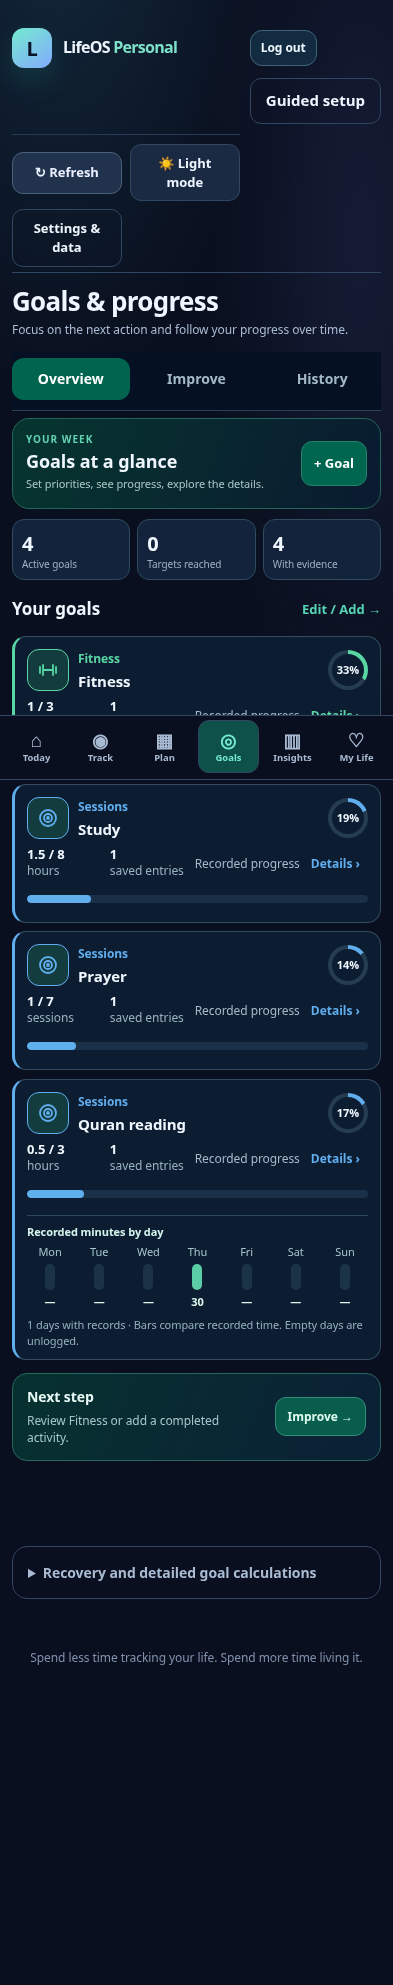 L
LifeOS Personal
Log out
Guided setup
↻ Refresh
☀️ Light
mode
Settings &
data
Goals & progress
Focus on the next action and follow your progress over time.
Overview
Improve
History
YOUR WEEK
Goals at a glance
Set priorities, see progress, explore the details.
+ Goal
4
Active goals
0
Targets reached
4
With evidence
Your goals
Edit / Add →
Fitness
Fitness
33%
1 / 3
1
Recorded progress
Details ›
Today
Track
Plan
Goals
Insights
My Life
Sessions
Study
19%
1.5 / 8
hours
1
saved entries
Recorded progress
Details ›
Sessions
Prayer
14%
1 / 7
sessions
1
saved entries
Recorded progress
Details ›
Sessions
Quran reading
17%
0.5 / 3
hours
1
saved entries
Recorded progress
Details ›
Recorded minutes by day
Mon Tue Wed Thu Fri Sat Sun
— — — 30 — — —
1 days with records · Bars compare recorded time. Empty days are
unlogged.
Next step
Review Fitness or add a completed
activity.
Improve →
▶ Recovery and detailed goal calculations
Spend less time tracking your life. Spend more time living it.